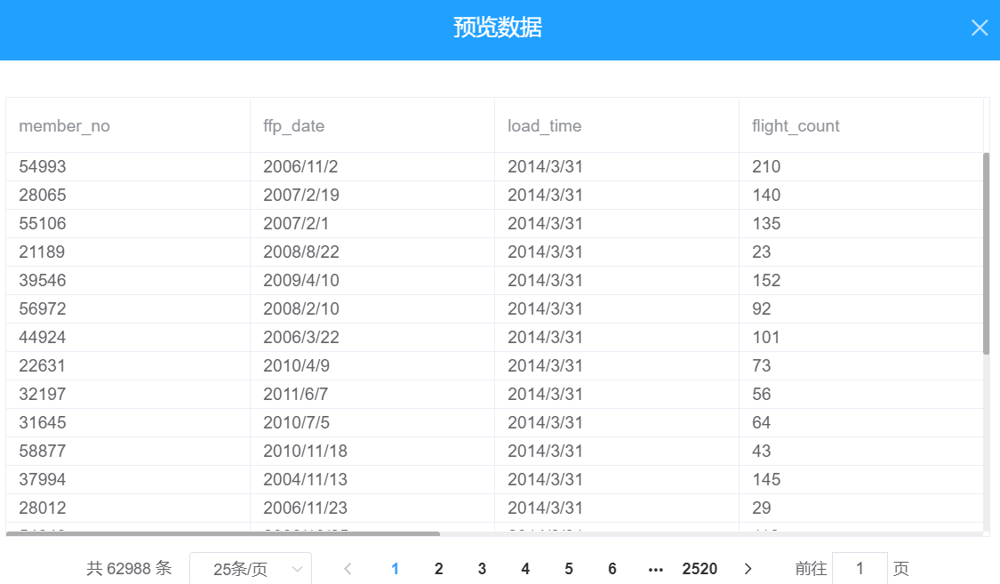 预览数据
member_no ffp_date load_time flight_count
54993 2006/11/2 2014/3/31 210
28065 2007/2/19 2014/3/31 140
55106 2007/2/1 2014/3/31 135
21189 2008/8/22 2014/3/31 23
39546 2009/4/10 2014/3/31 152
56972 2008/2/10 2014/3/31 92
44924 2006/3/22 2014/3/31 101
22631 2010/4/9 2014/3/31 73
32197 2011/6/7 2014/3/31 56
31645 2010/7/5 2014/3/31 64
58877 2010/11/18 2014/3/31 43
37994 2004/11/13 2014/3/31 145
28012 2006/11/23 2014/3/31 29
共 62988 条 25条/页 1 2 3 4 5 6 ••• 2520 前往 1 页